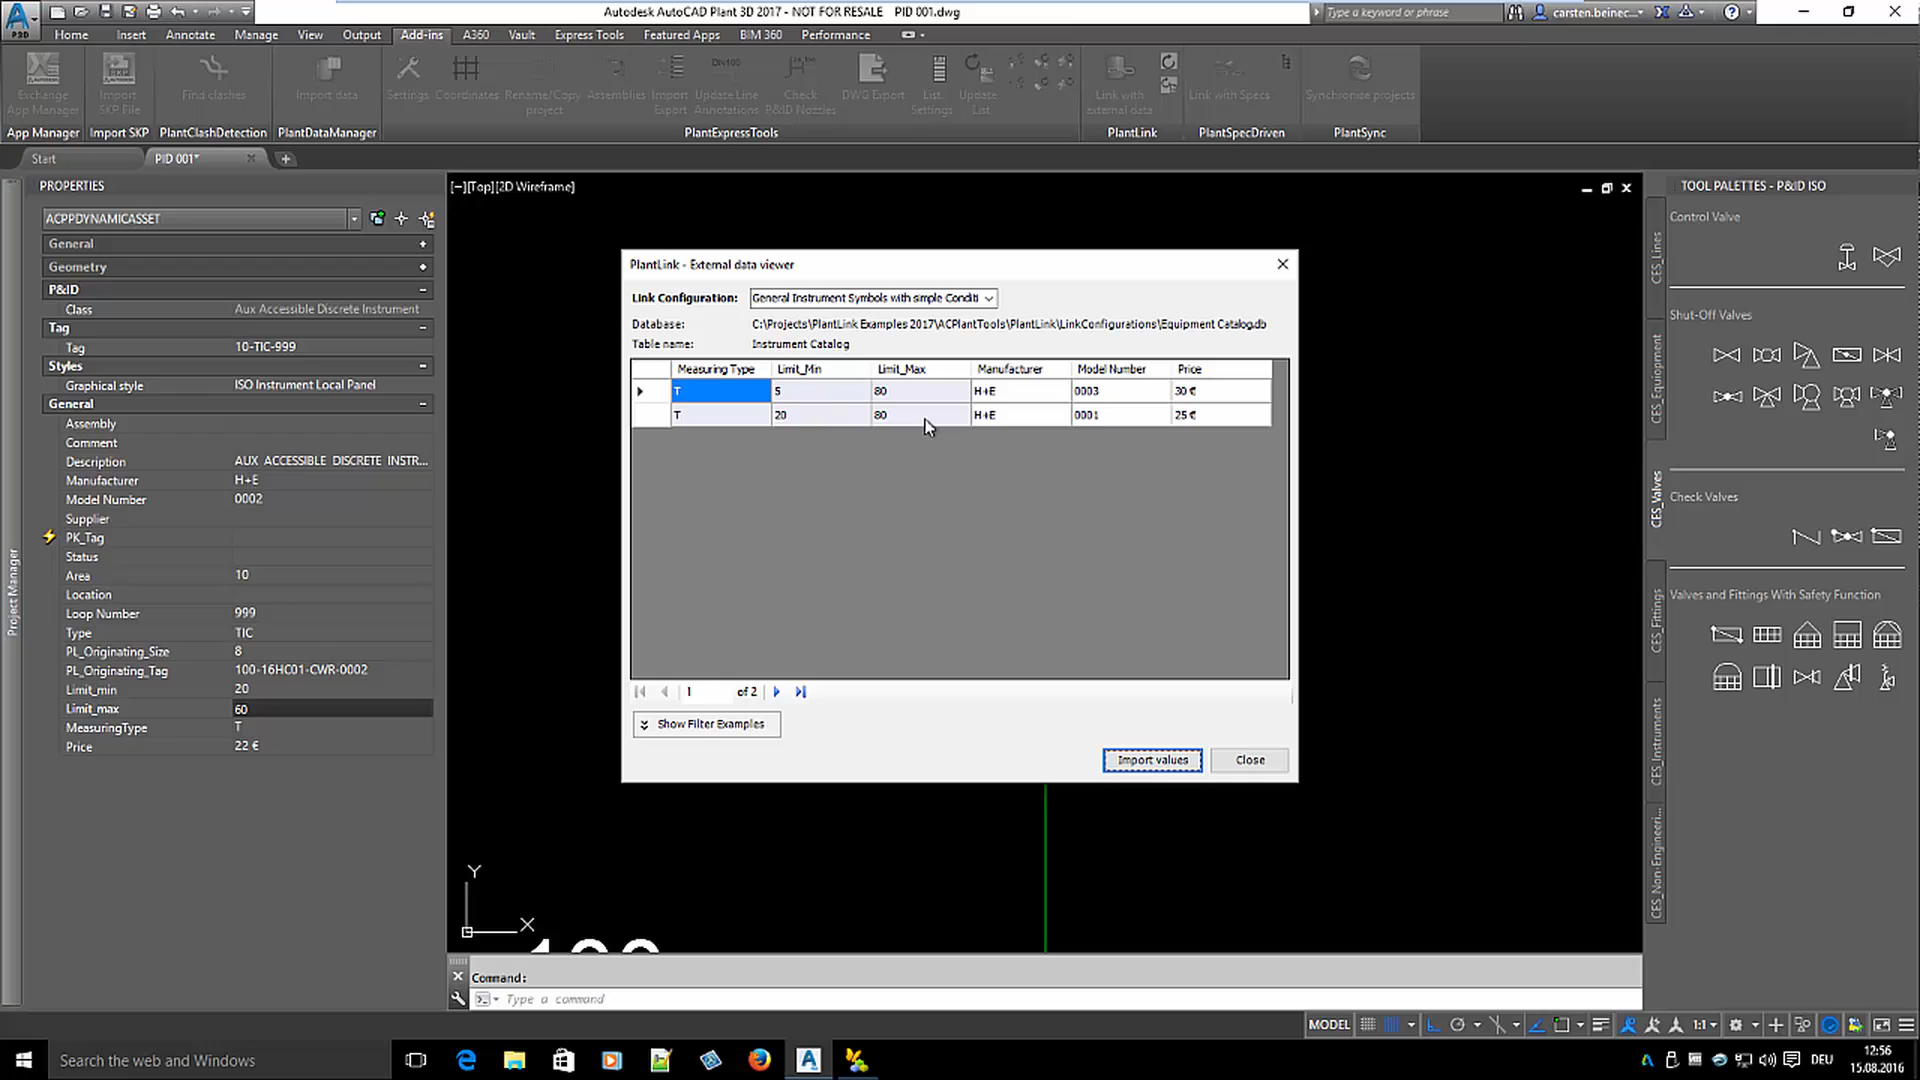 Autodesk AutoCAD Plant 3D 2017 - NOT FOR RESALE PID 001.dwg
Type a keyword or phrase
carsten.beinec...
P3D
Home Insert Annotate Manage View Output Add-ins A360 Vault Express Tools Featured Apps BIM 360 Performance
Exchange App Manager
Import SKP File
Find clashes
Import data
Settings
Coordinates
Rename/Copy project
Assemblies
Import Export
DN100
Update Line Annotations
Check P&ID Nozzles
DWG Export
List Settings
Update List
Link with external data
Link with Specs
Synchronise projects
App Manager Import SKP PlantClashDetection PlantDataManager PlantExpressTools PlantLink PlantSpecDriven PlantSync
Start PID 001*
PROPERTIES
ACPPDYNAMICASSET
General
Geometry
P&ID
Class Aux Accessible Discrete Instrument
Tag
Tag 10-TIC-999
Styles
Graphical style ISO Instrument Local Panel
General
Assembly
Comment
Description AUX ACCESSIBLE DISCRETE INSTR...
Manufacturer H+E
Model Number 0002
Supplier
PK_Tag
Status
Area 10
Location
Loop Number 999
Type TIC
PL_Originating_Size 8
PL_Originating_Tag 100-16HC01-CWR-0002
Limit_min 20
Limit_max 60
MeasuringType T
Price 22 €
Project Manager
[−][Top][2D Wireframe]
PlantLink - External data viewer
Link Configuration: General Instrument Symbols with simple Conditi
Database: C:\Projects\PlantLink Examples 2017\ACPlantTools\PlantLink\LinkConfigurations\Equipment Catalog.db
Table name: Instrument Catalog
Measuring Type Limit_Min Limit_Max Manufacturer Model Number Price
T 5 80 H+E 0003 30 €
T 20 80 H+E 0001 25 €
1 of 2
Show Filter Examples
Import values Close
Y
X
Command:
Type a command
TOOL PALETTES - P&ID ISO
Control Valve
Shut-Off Valves
Check Valves
Valves and Fittings With Safety Function
CES_Lines
CES_Equipment
CES_Valves
CES_Fittings
CES_Instruments
CES_Non-Engineeri...
MODEL 1:1
Search the web and Windows
DEU
12:56
15.08.2016